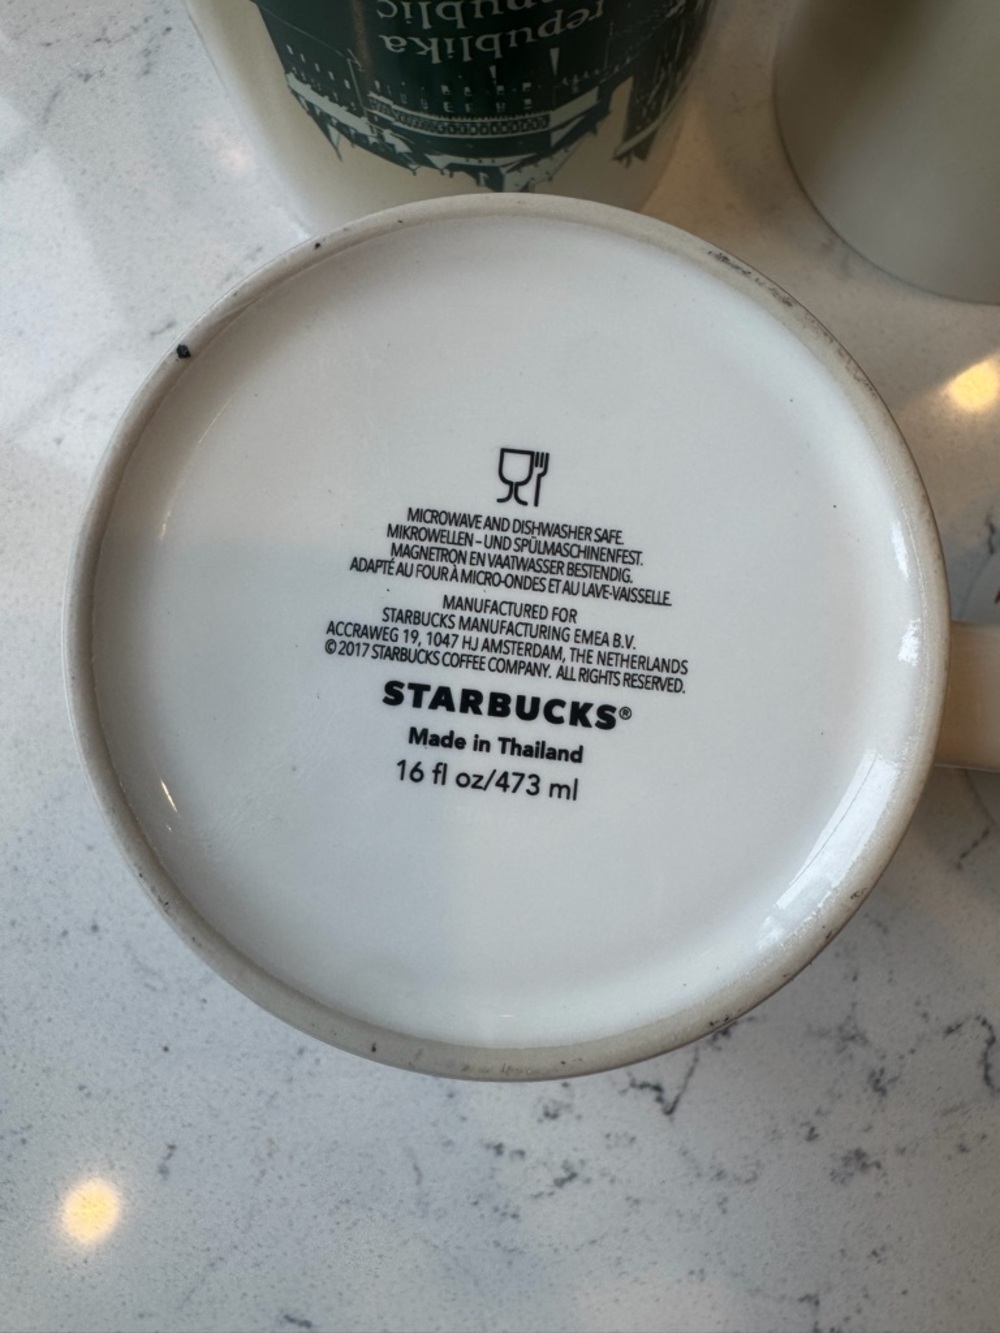 republic
republika
republic
MICROWAVE AND DISHWASHER SAFE.
MIKROWELLEN – UND SPÜLMASCHINENFEST.
MAGNETRON EN VAATWASSER BESTENDIG.
ADAPTÉ AU FOUR À MICRO-ONDES ET AU LAVE-VAISSELLE.
MANUFACTURED FOR
STARBUCKS MANUFACTURING EMEA B.V.
ACCRAWEG 19, 1047 HJ AMSTERDAM, THE NETHERLANDS
©2017 STARBUCKS COFFEE COMPANY. ALL RIGHTS RESERVED.
STARBUCKS®
Made in Thailand
16 fl oz/473 ml